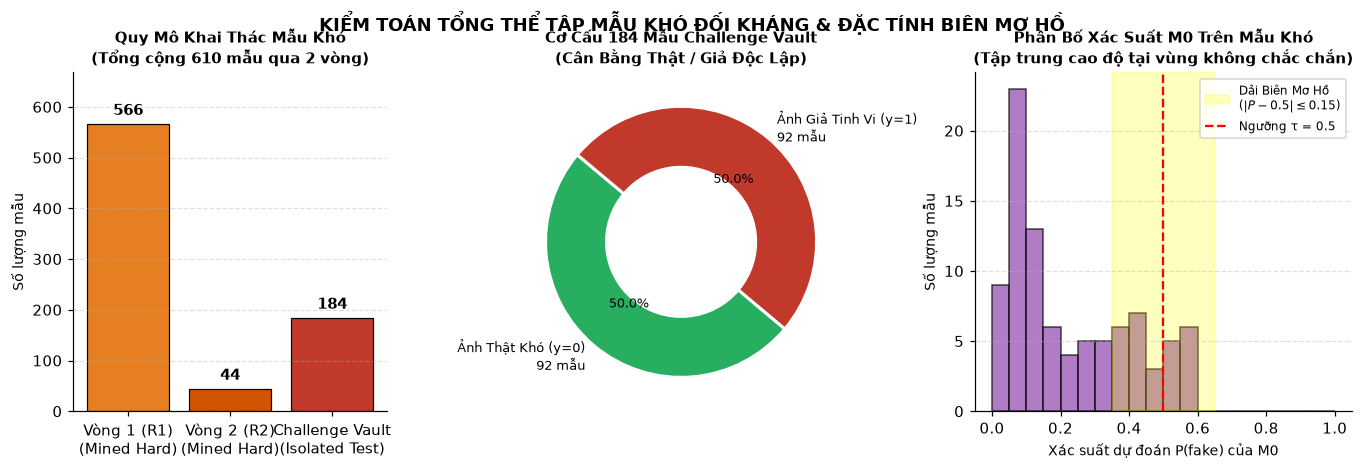 KIỂM TOÁN TỔNG THỂ TẬP MẪU KHÓ ĐỐI KHÁNG & ĐẶC TÍNH BIÊN MƠ HỒ
Quy Mô Khai Thác Mẫu Khó
(Tổng cộng 610 mẫu qua 2 vòng)
Số lượng mẫu
600
500
400
300
200
100
0
566
44
184
Vòng 1 (R1)
(Mined Hard)
Vòng 2 (R2)
(Mined Hard)
Challenge Vault
(Isolated Test)
Cơ Cấu 184 Mẫu Challenge Vault
(Cân Bằng Thật / Giả Độc Lập)
Ảnh Giả Tinh Vi (y=1)
92 mẫu
50.0%
50.0%
Ảnh Thật Khó (y=0)
92 mẫu
Phân Bố Xác Suất M0 Trên Mẫu Khó
(Tập trung cao độ tại vùng không chắc chắn)
Dải Biên Mơ Hồ
(|P − 0.5| ≤ 0.15)
Ngưỡng τ = 0.5
Số lượng mẫu
20
15
10
5
0
0.0 0.2 0.4 0.6 0.8 1.0
Xác suất dự đoán P(fake) của M0